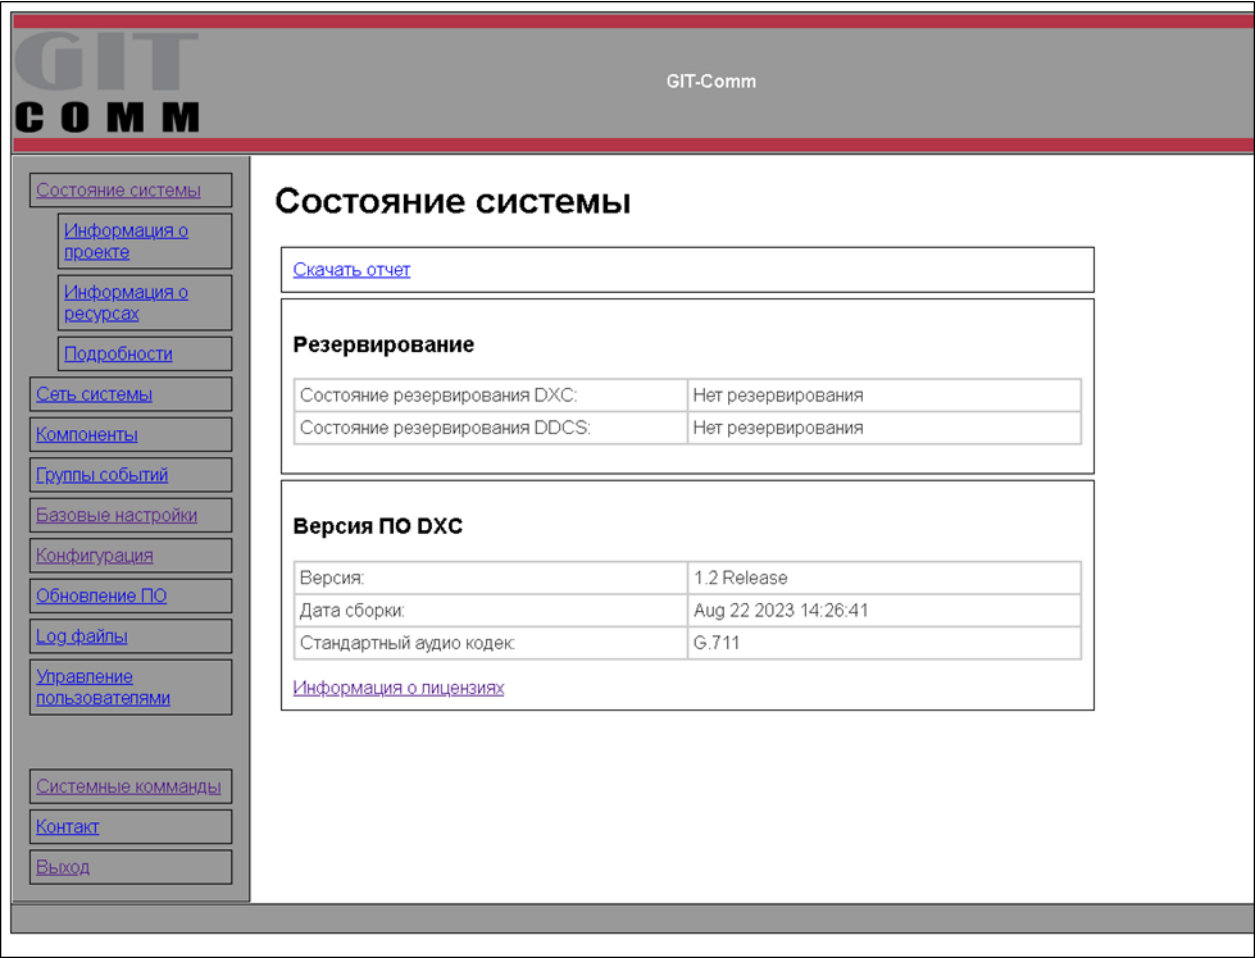 GIT
COMM
GIT-Comm
Состояние системы
Информация о
проекте
Информация о
ресурсах
Подробности
Сеть системы
Компоненты
Группы событий
Базовые настройки
Конфигурация
Обновление ПО
Log файлы
Управление
пользователями
Системные комманды
Контакт
Выход
Состояние системы
Скачать отчет
Резервирование
Состояние резервирования DXC: Нет резервирования
Состояние резервирования DDCS: Нет резервирования
Версия ПО DXC
Версия: 1.2 Release
Дата сборки: Aug 22 2023 14:26:41
Стандартный аудио кодек: G.711
Информация о лицензиях